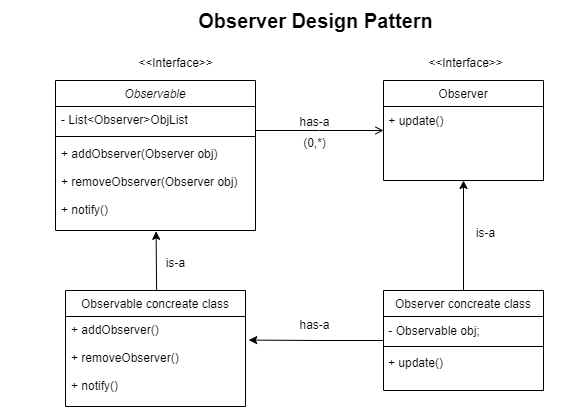 Observer Design Pattern
<<Interface>>
Observable
- List<Observer>ObjList
+ addObserver(Observer obj)
+ removeObserver(Observer obj)
+ notify()
has-a
(0,*)
<<Interface>>
Observer
+ update()
is-a
is-a
Observable concreate class
+ addObserver()
+ removeObserver()
+ notify()
has-a
Observer concreate class
- Observable obj;
+ update()